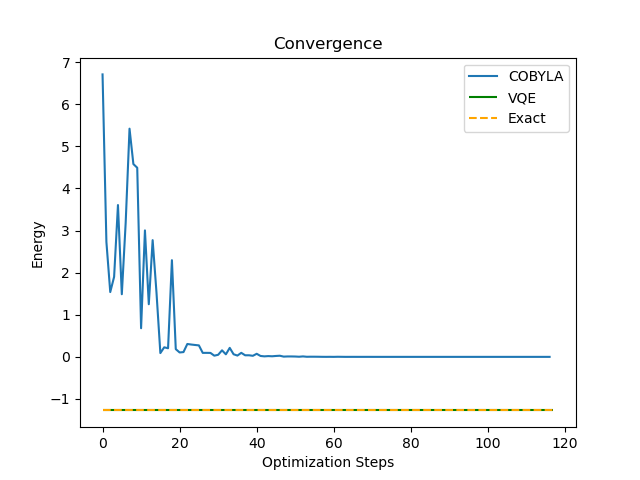 Convergence
7
6
5
4
3
2
1
0
−1
Energy
COBYLA
VQE
Exact
0 20 40 60 80 100 120
Optimization Steps